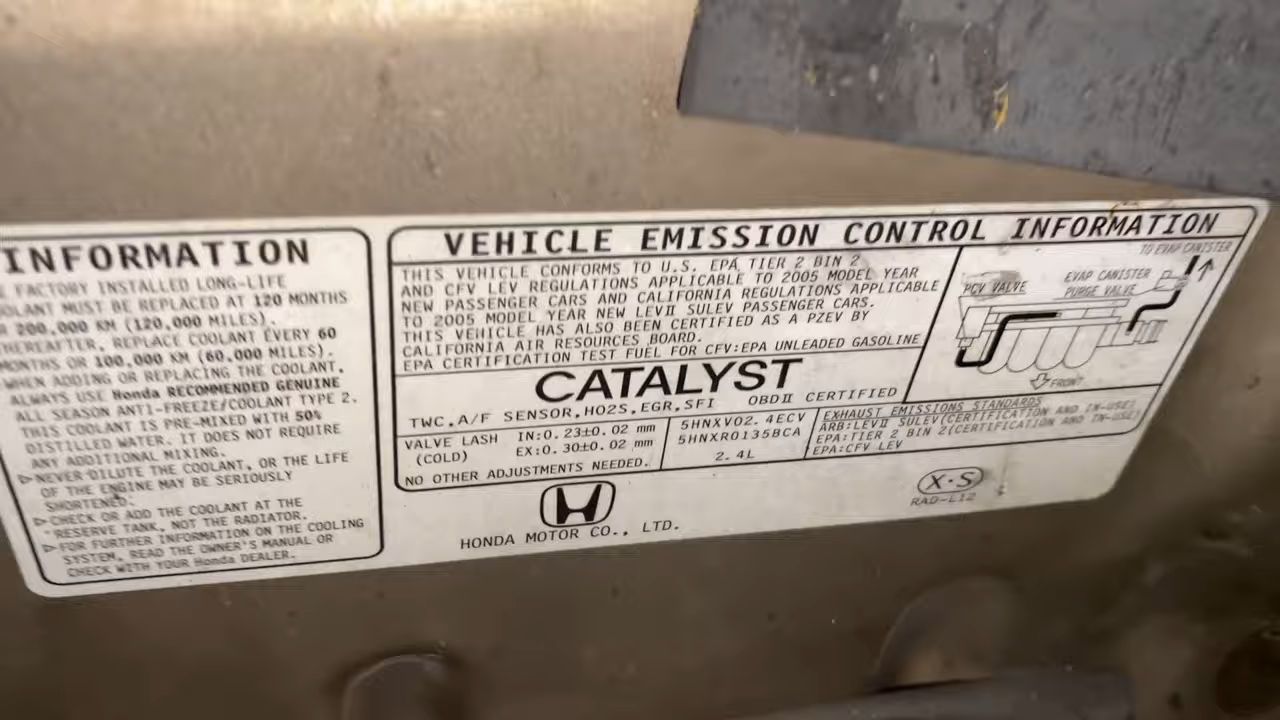 INFORMATION
FACTORY INSTALLED LONG-LIFE
OLANT MUST BE REPLACED AT 120 MONTHS
200,000 KM (120,000 MILES).
HEREAFTER, REPLACE COOLANT EVERY 60
MONTHS OR 100,000 KM (60,000 MILES).
WHEN ADDING OR REPLACING THE COOLANT,
ALWAYS USE Honda RECOMMENDED GENUINE
ALL SEASON ANTI-FREEZE/COOLANT TYPE 2.
THIS COOLANT IS PRE-MIXED WITH 50%
DISTILLED WATER. IT DOES NOT REQUIRE
ANY ADDITIONAL MIXING.
▷NEVER DILUTE THE COOLANT, OR THE LIFE
OF THE ENGINE MAY BE SERIOUSLY
SHORTENED.
▷CHECK OR ADD THE COOLANT AT THE
RESERVE TANK, NOT THE RADIATOR.
▷FOR FURTHER INFORMATION ON THE COOLING
SYSTEM, READ THE OWNER'S MANUAL OR
CHECK WITH YOUR Honda DEALER.
VEHICLE EMISSION CONTROL INFORMATION
THIS VEHICLE CONFORMS TO U.S. EPA TIER 2 BIN 2
AND CFV LEV REGULATIONS APPLICABLE TO 2005 MODEL YEAR
NEW PASSENGER CARS AND CALIFORNIA REGULATIONS APPLICABLE
TO 2005 MODEL YEAR NEW LEVII SULEV PASSENGER CARS.
THIS VEHICLE HAS ALSO BEEN CERTIFIED AS A PZEV BY
CALIFORNIA AIR RESOURCES BOARD.
EPA CERTIFICATION TEST FUEL FOR CFV:EPA UNLEADED GASOLINE
TO EVAP CANISTER
PCV VALVE
EVAP CANISTER
PURGE VALVE
FRONT
CATALYST
TWC,A/F SENSOR,HO2S,EGR,SFI OBDII CERTIFIED
VALVE LASH IN:0.23±0.02 mm
(COLD) EX:0.30±0.02 mm
NO OTHER ADJUSTMENTS NEEDED.
5HNXV02.4ECV
5HNXR0135BCA
2.4L
EXHAUST EMISSIONS STANDARDS
ARB:LEVII SULEV(CERTIFICATION AND IN-USE)
EPA:TIER 2 BIN 2(CERTIFICATION AND IN-USE)
EPA:CFV LEV
HONDA MOTOR CO., LTD.
X·S
RAD-L12